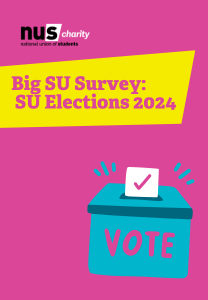 nus charity
national union of students
Big SU Survey:
SU Elections 2024
VOTE